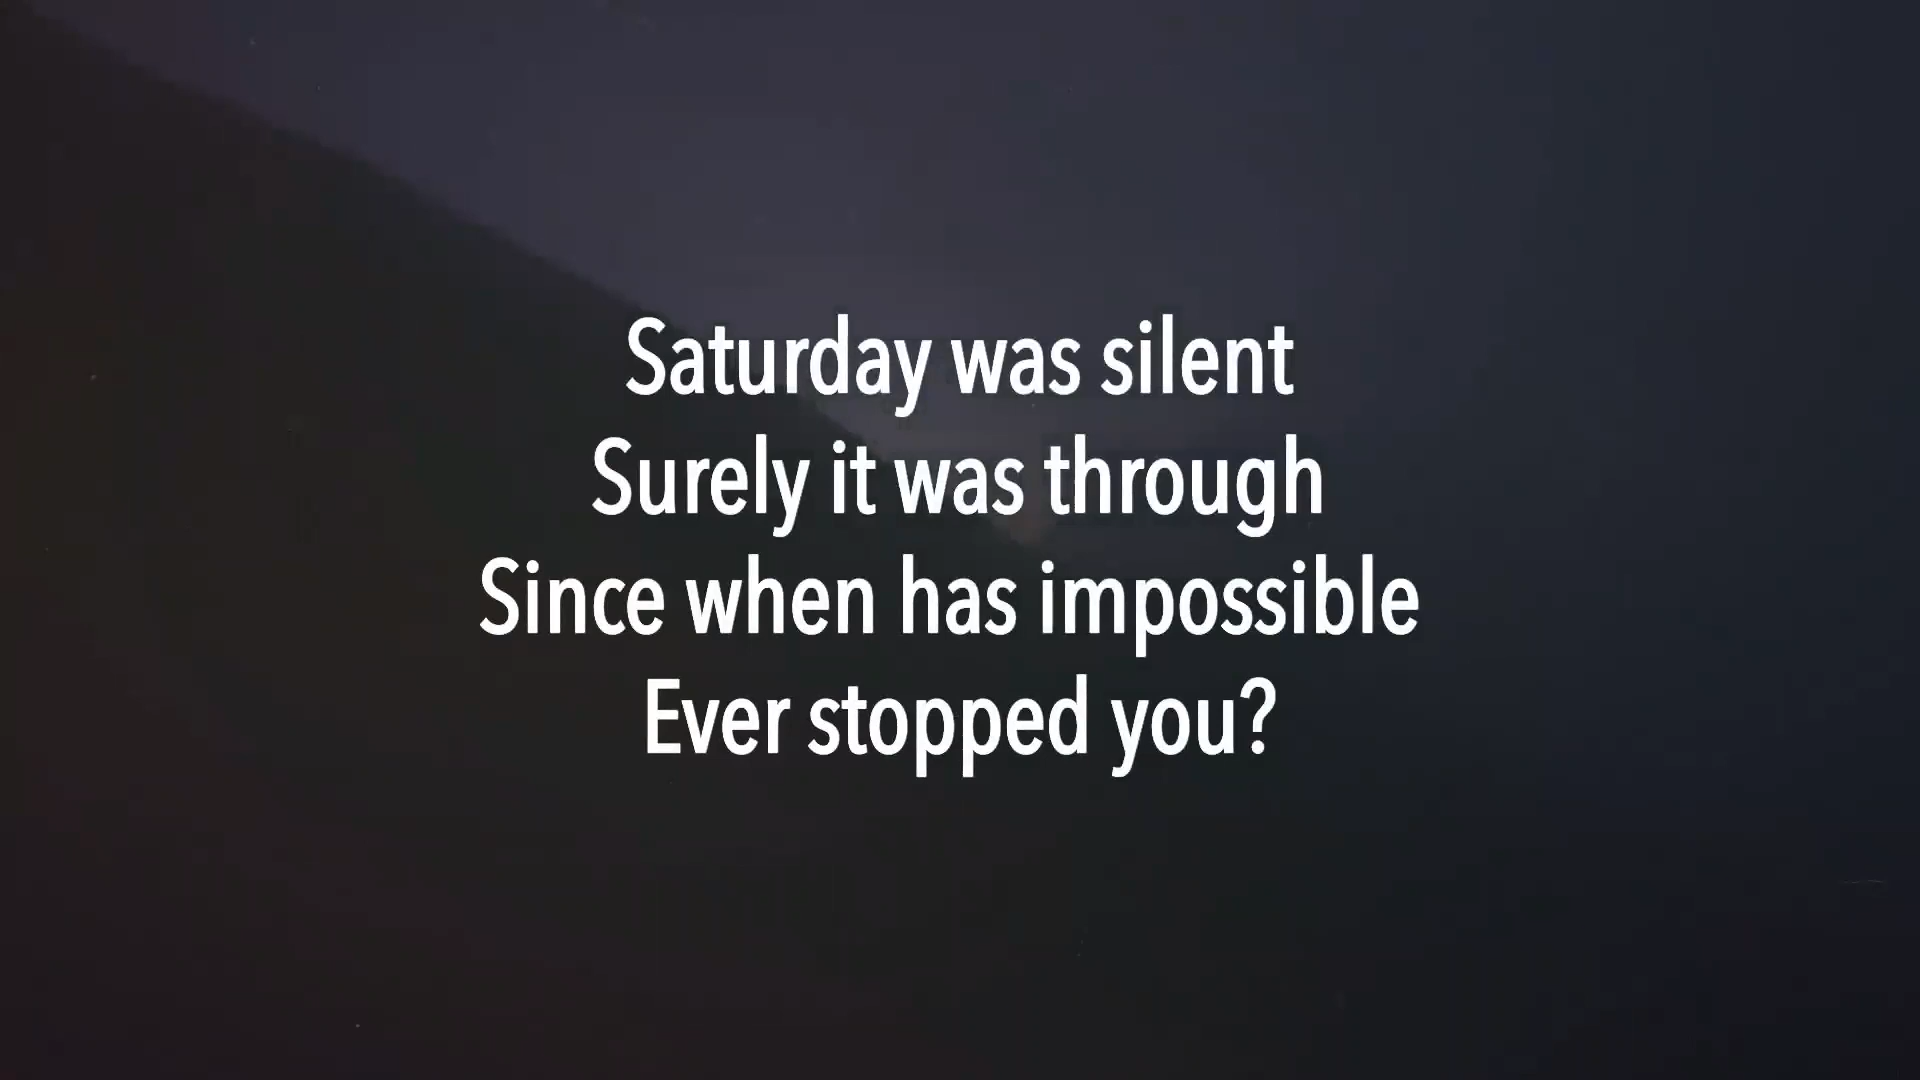 Saturday was silent
Surely it was through
Since when has impossible
Ever stopped you?